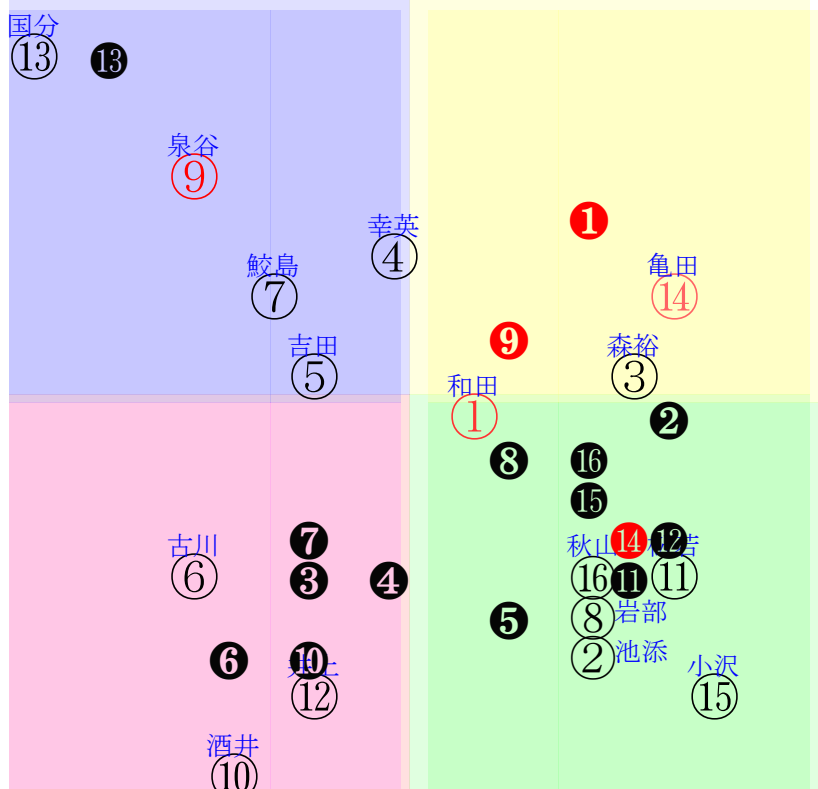 国分
⑬ ⓭
泉谷
⑨
幸英
❶
④
鮫島
亀田
⑦
⑭
❾
吉田
森裕
⑤
③
和田
①
❷
❽
⓰
⓯
古川
❼
秋山
⓮
⓬
⑥
❸
❹
⑯
⓫
⑪
⑧
岩部
❺
❻
❿
②
池添
小沢
⑫
⑮
酒井
⑩